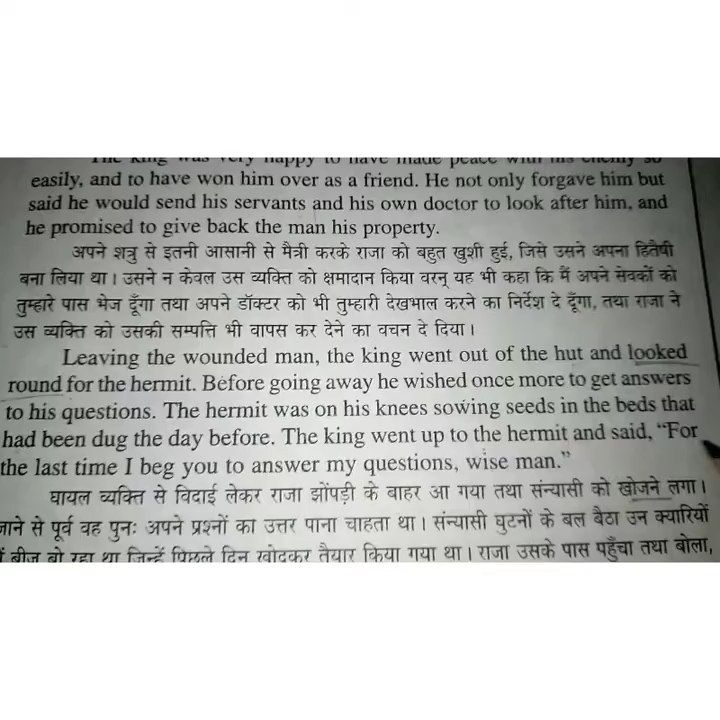 The King was very happy to have made peace with his enemy so
easily, and to have won him over as a friend. He not only forgave him but
said he would send his servants and his own doctor to look after him, and
he promised to give back the man his property.
अपने शत्रु से इतनी आसानी से मैत्री करके राजा को बहुत खुशी हुई, जिसे उसने अपना हितैषी
बना लिया था। उसने न केवल उस व्यक्ति को क्षमादान किया वरन् यह भी कहा कि मैं अपने सेवकों को
तुम्हारे पास भेज दूँगा तथा अपने डॉक्टर को भी तुम्हारी देखभाल करने का निर्देश दे दूँगा, तथा राजा ने
उस व्यक्ति को उसकी सम्पत्ति भी वापस कर देने का वचन दे दिया।
Leaving the wounded man, the king went out of the hut and looked
round for the hermit. Before going away he wished once more to get answers
to his questions. The hermit was on his knees sowing seeds in the beds that
had been dug the day before. The king went up to the hermit and said, “For
the last time I beg you to answer my questions, wise man.”
घायल व्यक्ति से विदाई लेकर राजा झोंपड़ी के बाहर आ गया तथा संन्यासी को खोजने लगा।
जाने से पूर्व वह पुनः अपने प्रश्नों का उत्तर पाना चाहता था। संन्यासी घुटनों के बल बैठा उन क्यारियों
में बीज बो रहा था जिन्हें पिछले दिन खोदकर तैयार किया गया था। राजा उसके पास पहुँचा तथा बोला,